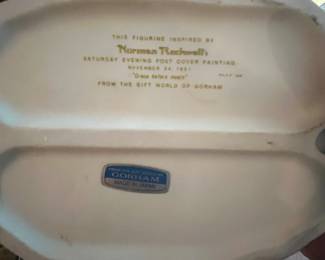 THIS FIGURINE INSPIRED BY
Norman Rockwell's
SATURDAY EVENING POST COVER PAINTING
NOVEMBER 24, 1951
"Grace before meals"
FROM THE GIFT WORLD OF GORHAM
GORHAM
MADE IN JAPAN